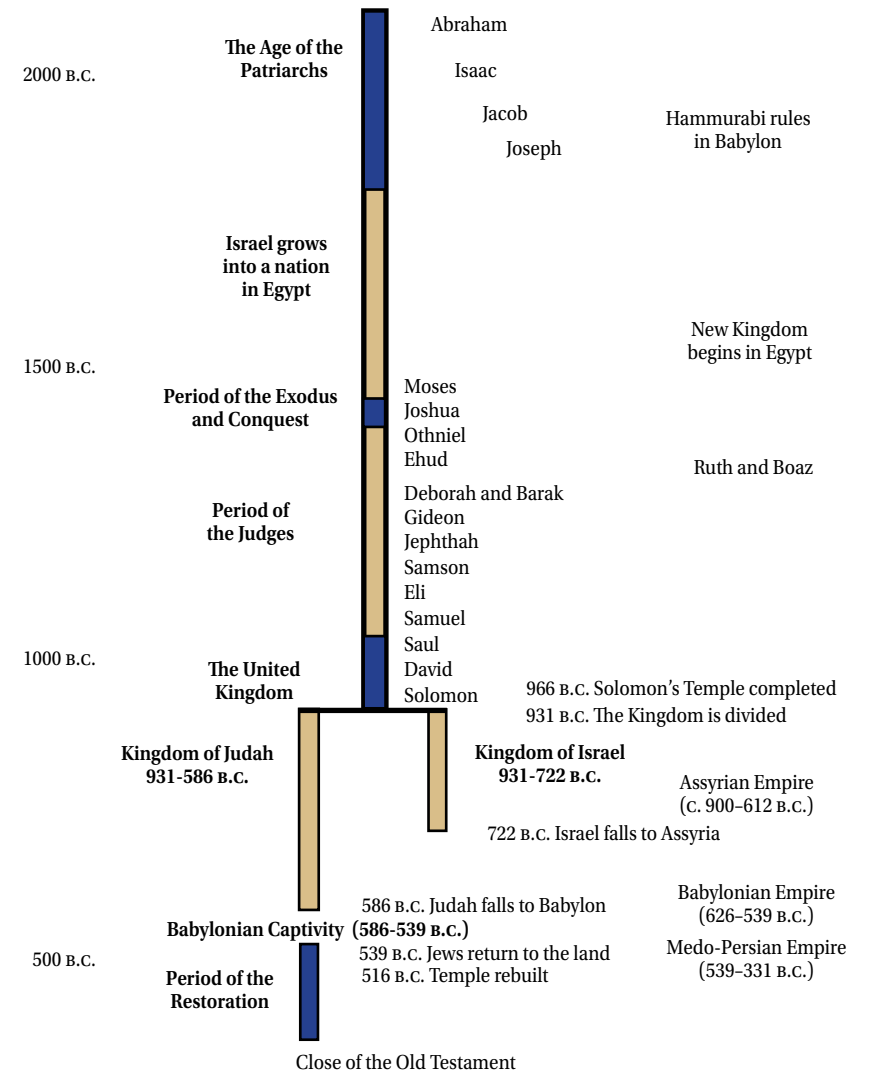 Abraham
The Age of the
Patriarchs
2000 B.C.
Isaac
Jacob
Hammurabi rules
in Babylon
Joseph
Israel grows
into a nation
in Egypt
New Kingdom
begins in Egypt
1500 B.C.
Period of the Exodus
and Conquest
Moses
Joshua
Othniel
Ehud
Ruth and Boaz
Period of
the Judges
Deborah and Barak
Gideon
Jephthah
Samson
Eli
Samuel
1000 B.C.
The United
Kingdom
Saul
David
Solomon
966 B.C. Solomon's Temple completed
931 B.C. The Kingdom is divided
Kingdom of Judah
931-586 B.C.
Kingdom of Israel
931-722 B.C.
Assyrian Empire
(C. 900–612 B.C.)
722 B.C. Israel falls to Assyria
586 B.C. Judah falls to Babylon
Babylonian Empire
(626–539 B.C.)
Babylonian Captivity (586-539 B.C.)
500 B.C.
539 B.C. Jews return to the land
516 B.C. Temple rebuilt
Medo-Persian Empire
(539–331 B.C.)
Period of the
Restoration
Close of the Old Testament